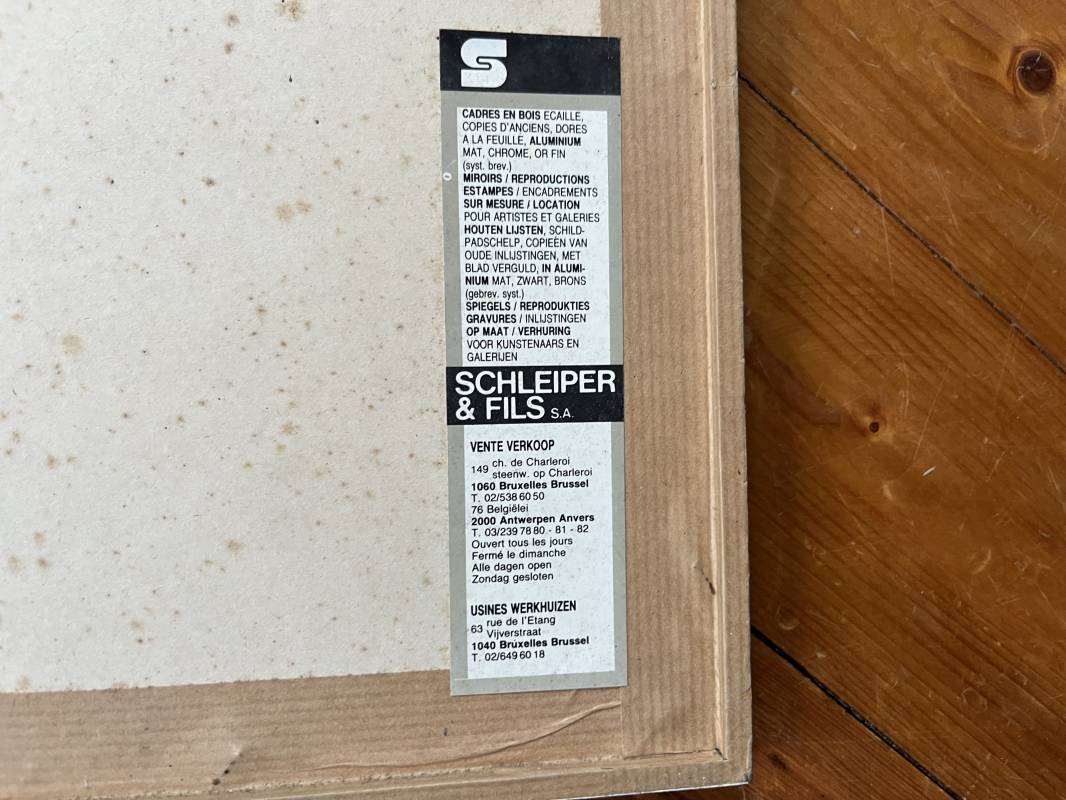 S
CADRES EN BOIS ECAILLE,
COPIES D'ANCIENS, DORES
A LA FEUILLE, ALUMINIUM
MAT, CHROME, OR FIN
(syst. brev.)
MIROIRS / REPRODUCTIONS
ESTAMPES / ENCADREMENTS
SUR MESURE / LOCATION
POUR ARTISTES ET GALERIES
HOUTEN LIJSTEN, SCHILD-
PADSCHELP, COPIEËN VAN
OUDE INLIJSTINGEN, MET
BLAD VERGULD, IN ALUMI-
NIUM MAT, ZWART, BRONS
(gebrev. syst.)
SPIEGELS / REPRODUKTIES
GRAVURES / INLIJSTINGEN
OP MAAT / VERHURING
VOOR KUNSTENAARS EN
GALERIJEN
SCHLEIPER
& FILS S.A.
VENTE VERKOOP
149 ch. de Charleroi
steenw. op Charleroi
1060 Bruxelles Brussel
T. 02/538 60 50
76 Belgiëlei
2000 Antwerpen Anvers
T. 03/239 78 80 - 81 - 82
Ouvert tous les jours
Fermé le dimanche
Alle dagen open
Zondag gesloten
USINES WERKHUIZEN
63 rue de l'Etang
Vijverstraat
1040 Bruxelles Brussel
T. 02/649 60 18